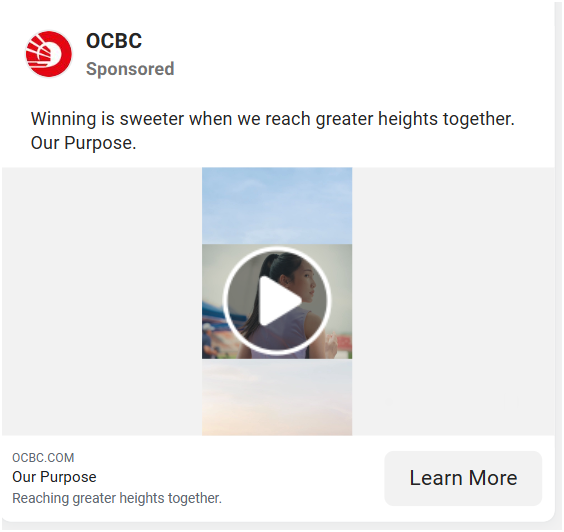 OCBC
Sponsored
Winning is sweeter when we reach greater heights together.
Our Purpose.
OCBC.COM
Our Purpose
Reaching greater heights together.
Learn More